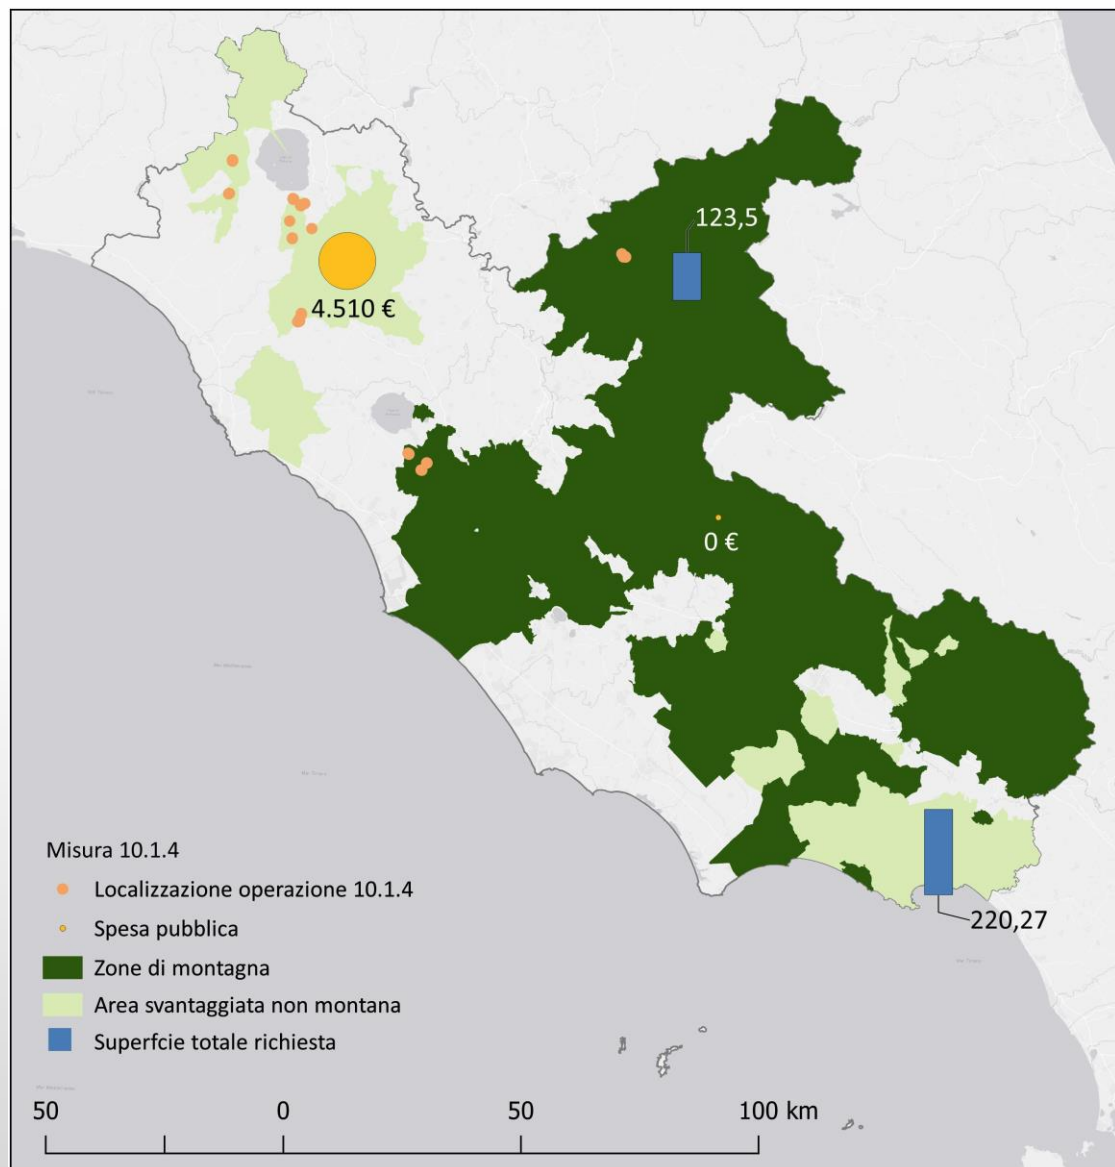 123,5
4.510 €
0 €
Misura 10.1.4
Localizzazione operazione 10.1.4
Spesa pubblica
Zone di montagna
Area svantaggiata non montana
Superfcie totale richiesta
220,27
50 0 50 100 km